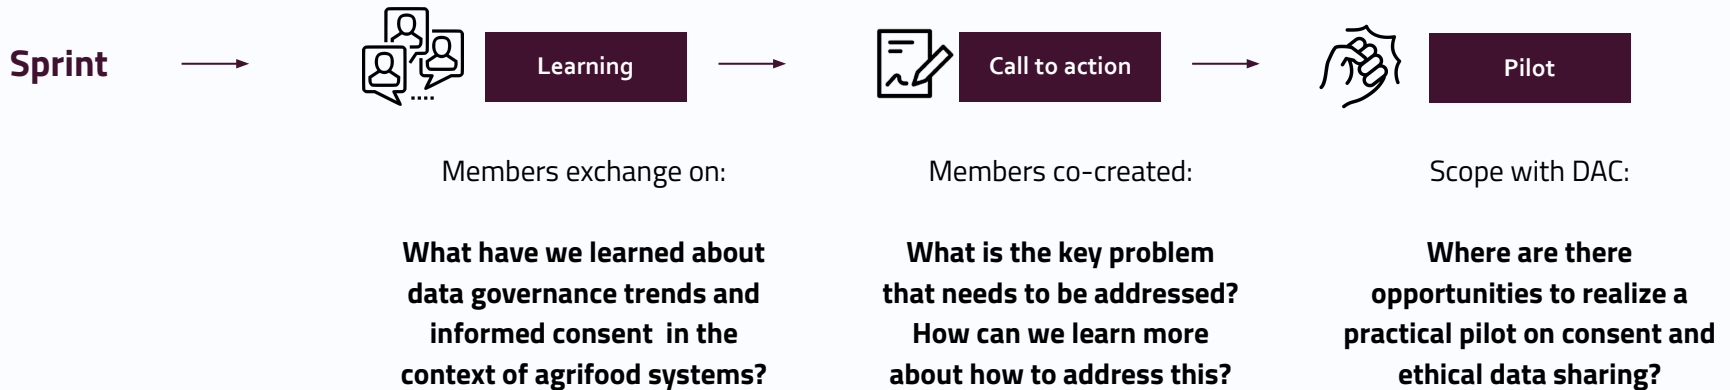 Sprint
Learning
Members exchange on:
What have we learned about
data governance trends and
informed consent in the
context of agrifood systems?
Call to action
Members co-created:
What is the key problem
that needs to be addressed?
How can we learn more
about how to address this?
Pilot
Scope with DAC:
Where are there
opportunities to realize a
practical pilot on consent and
ethical data sharing?